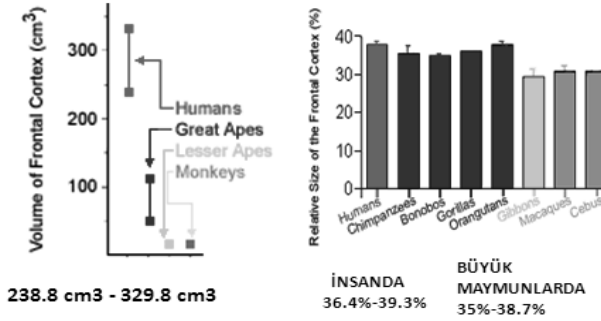 Volume of Frontal Cortex (cm³)
300
200
100
Humans
Great Apes
Lesser Apes
Monkeys
238.8 cm3 - 329.8 cm3
Relative Size of the Frontal Cortex (%)
40
30
20
10
0
Humans
Chimpanzees
Bonobos
Gorillas
Orangutans
Gibbons
Macaques
Cebus
İNSANDA
36.4%-39.3%
BÜYÜK
MAYMUNLARDA
35%-38.7%